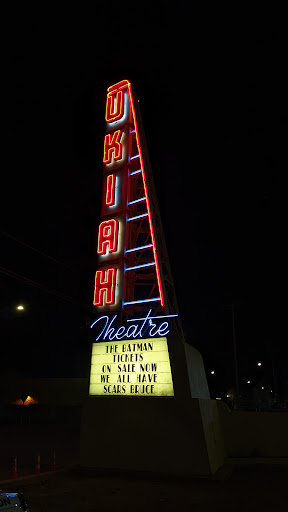 UKIAH
Theatre
THE BATMAN
TICKETS
ON SALE NOW
WE ALL HAVE
SCARS BRUCE